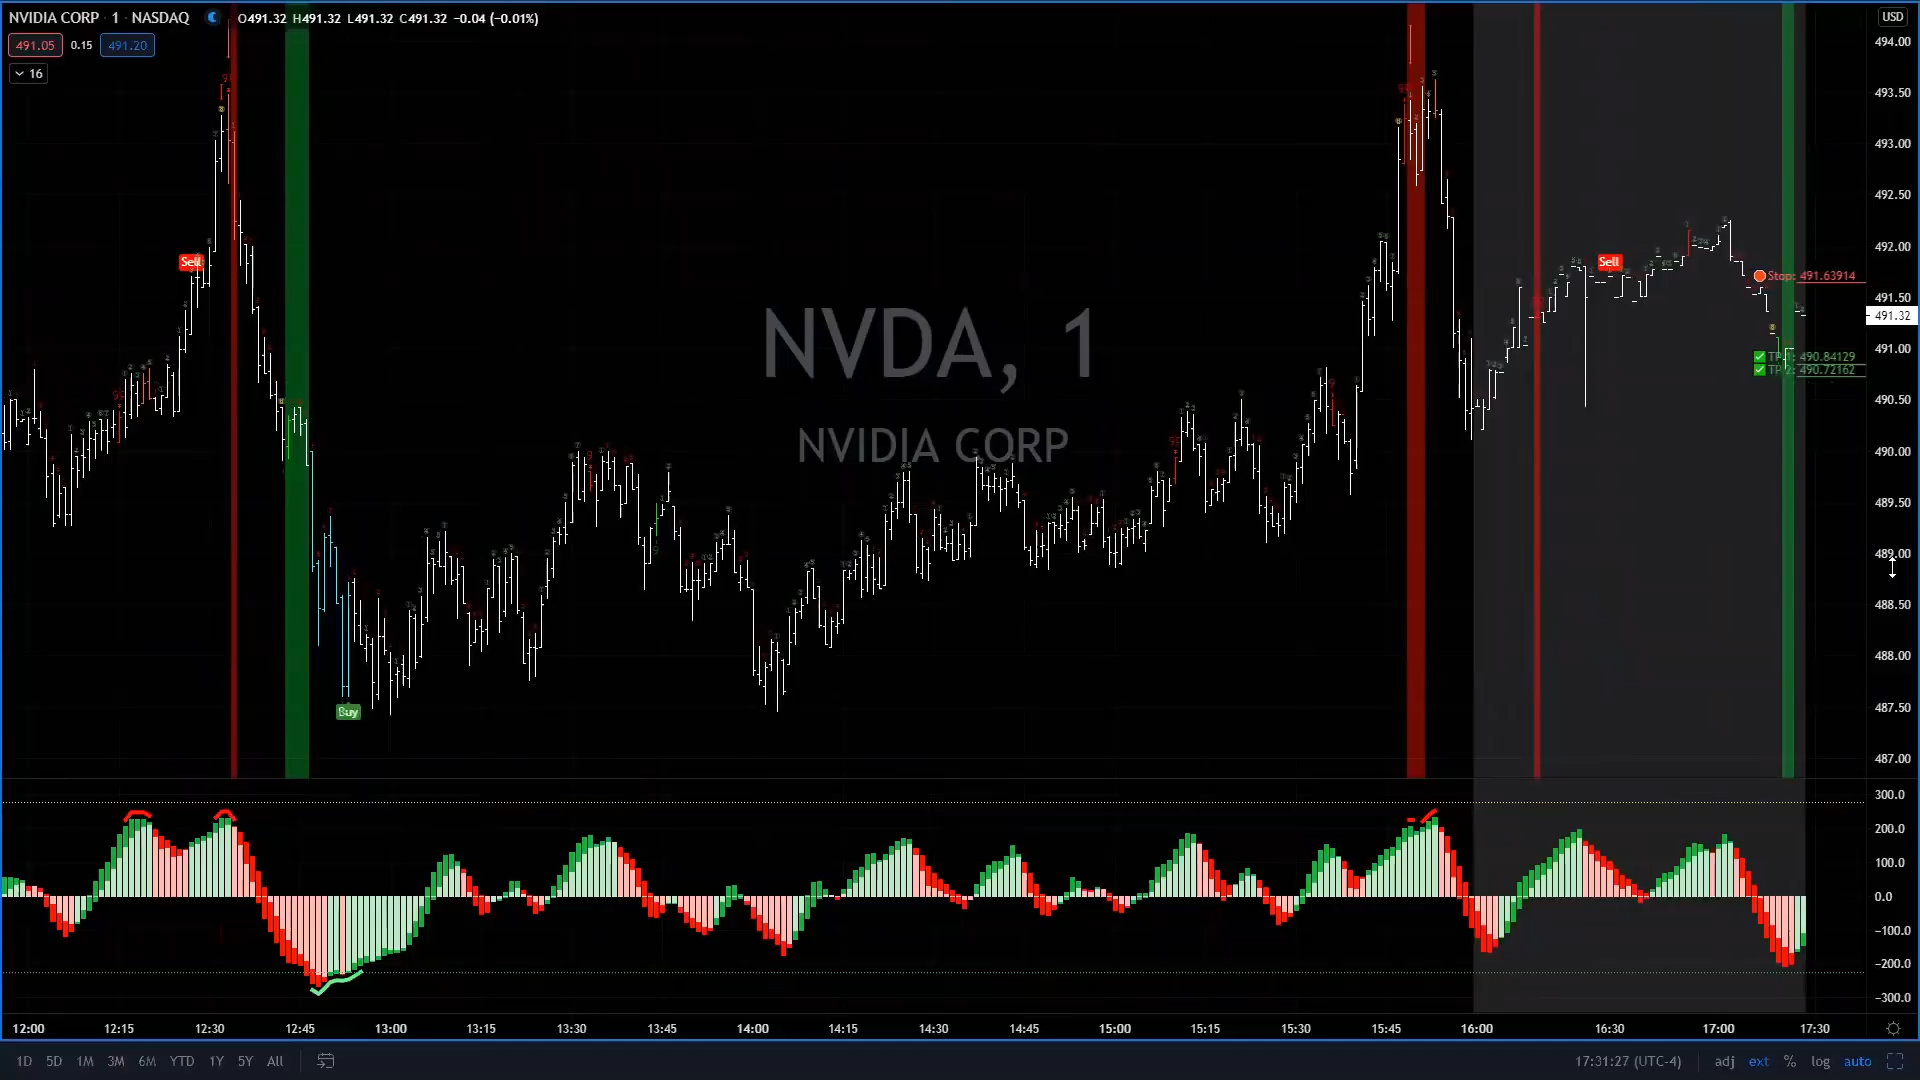 NVIDIA CORP · 1 · NASDAQ O491.32 H491.32 L491.32 C491.32 −0.04 (−0.01%)
USD
491.05 0.15 491.20
16
494.00
493.50
493.00
492.50
492.00
491.50
491.32
491.00
490.50
490.00
489.50
489.00
488.50
488.00
487.50
487.00
Sell
Sell
Stop: 491.63914
TP 1: 490.84129
TP 2: 490.72162
NVDA, 1
NVIDIA CORP
Buy
300.0
200.0
100.0
0.0
−100.0
−200.0
−300.0
12:00 12:15 12:30 12:45 13:00 13:15 13:30 13:45 14:00 14:15 14:30 14:45 15:00 15:15 15:30 15:45 16:00 16:30 17:00 17:30
1D 5D 1M 3M 6M YTD 1Y 5Y All 17:31:27 (UTC-4) adj ext % log auto